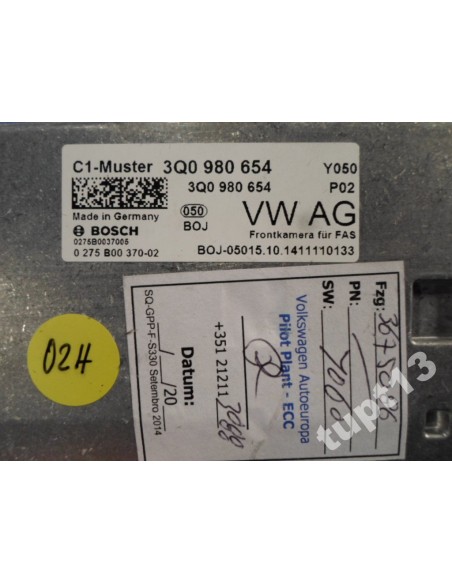 C1-Muster 3Q0 980 654 Y050
3Q0 980 654 P02
Made in Germany
050
VW AG
BOSCH
BOJ
Frontkamera für FAS
0275B0037005
0 275 B00 370-02
BOJ-05015.10.1411110133
02H
Volkswagen Autoeuropa
Pilot Plant - ECC
Fzg:
PN:
SW:
+351 21211
Datum:
/ /20
SQ-GPP-F-S330 Setembro 2014
tupi13